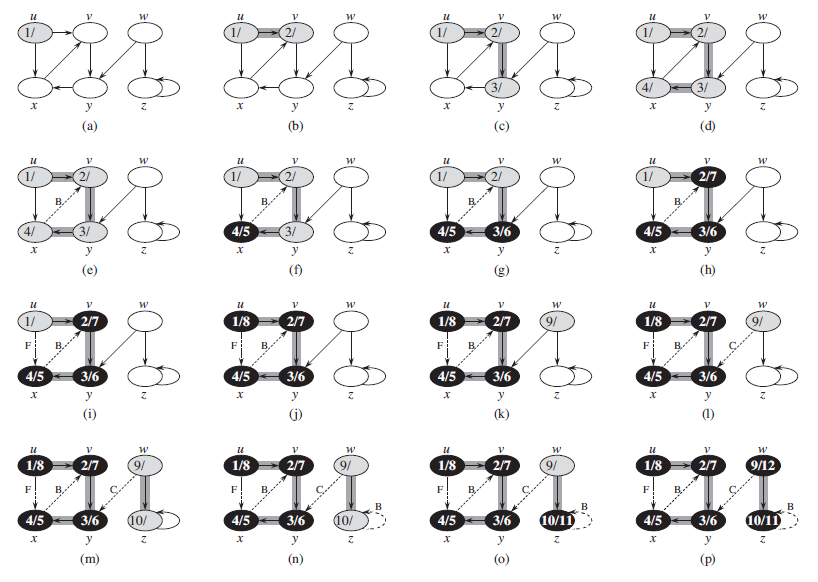 u v w u v w u v w u v w
1/ 1/ 2/ 1/ 2/ 1/ 2/
3/ 4/ 3/
x y z x y z x y z x y z
(a) (b) (c) (d)
u v w u v w u v w u v w
1/ 2/ 1/ 2/ 1/ 2/ 1/ 2/7
B B B B
4/ 3/ 4/5 3/ 4/5 3/6 4/5 3/6
x y z x y z x y z x y z
(e) (f) (g) (h)
u v w u v w u v w u v w
1/ 2/7 1/8 2/7 1/8 2/7 9/ 1/8 2/7 9/
F B F B F B F B C
4/5 3/6 4/5 3/6 4/5 3/6 4/5 3/6
x y z x y z x y z x y z
(i) (j) (k) (l)
u v w u v w u v w u v w
1/8 2/7 9/ 1/8 2/7 9/ 1/8 2/7 9/ 1/8 2/7 9/12
F B C F B C B F B C B F B C B
4/5 3/6 10/ 4/5 3/6 10/ 4/5 3/6 10/11 4/5 3/6 10/11
x y z x y z x y z x y z
(m) (n) (o) (p)